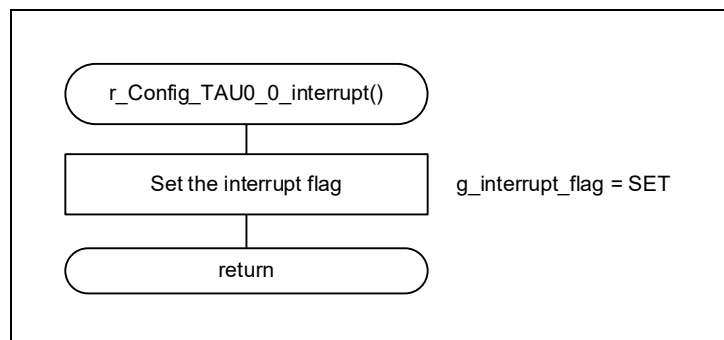 r_Config_TAU0_0_interrupt()
Set the interrupt flag
g_interrupt_flag = SET
return